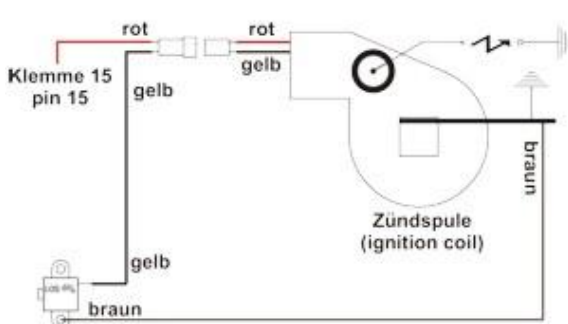 rot
rot
Klemme 15
pin 15
gelb
gelb
braun
Zündspule
(ignition coil)
gelb
braun